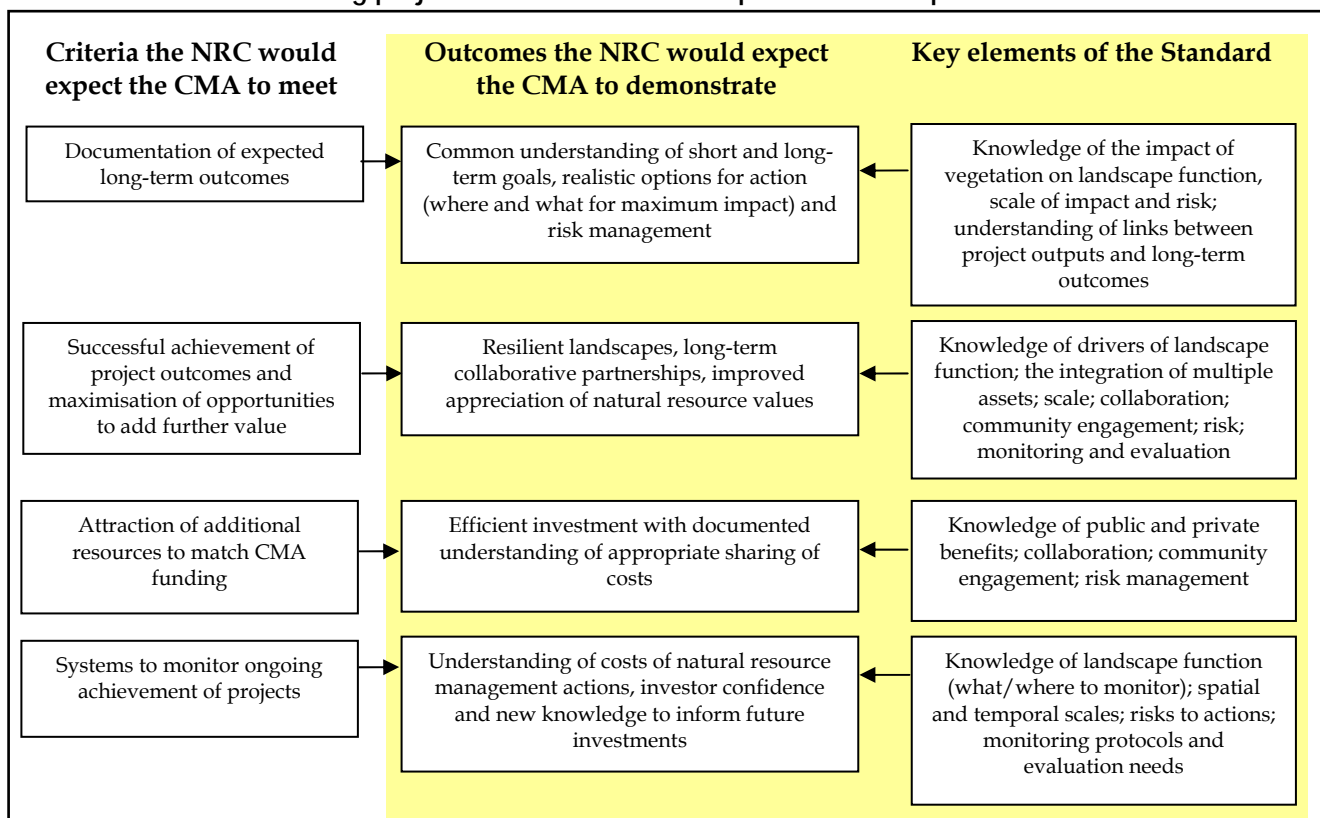 Criteria the NRC would
expect the CMA to meet
Outcomes the NRC would expect
the CMA to demonstrate
Key elements of the Standard
Documentation of expected
long-term outcomes
Common understanding of short and long-
term goals, realistic options for action
(where and what for maximum impact) and
risk management
Knowledge of the impact of
vegetation on landscape function,
scale of impact and risk;
understanding of links between
project outputs and long-term
outcomes
Successful achievement of
project outcomes and
maximisation of opportunities
to add further value
Resilient landscapes, long-term
collaborative partnerships, improved
appreciation of natural resource values
Knowledge of drivers of landscape
function; the integration of multiple
assets; scale; collaboration;
community engagement; risk;
monitoring and evaluation
Attraction of additional
resources to match CMA
funding
Efficient investment with documented
understanding of appropriate sharing of
costs
Knowledge of public and private
benefits; collaboration; community
engagement; risk management
Systems to monitor ongoing
achievement of projects
Understanding of costs of natural resource
management actions, investor confidence
and new knowledge to inform future
investments
Knowledge of landscape function
(what/where to monitor); spatial
and temporal scales; risks to actions;
monitoring protocols and
evaluation needs